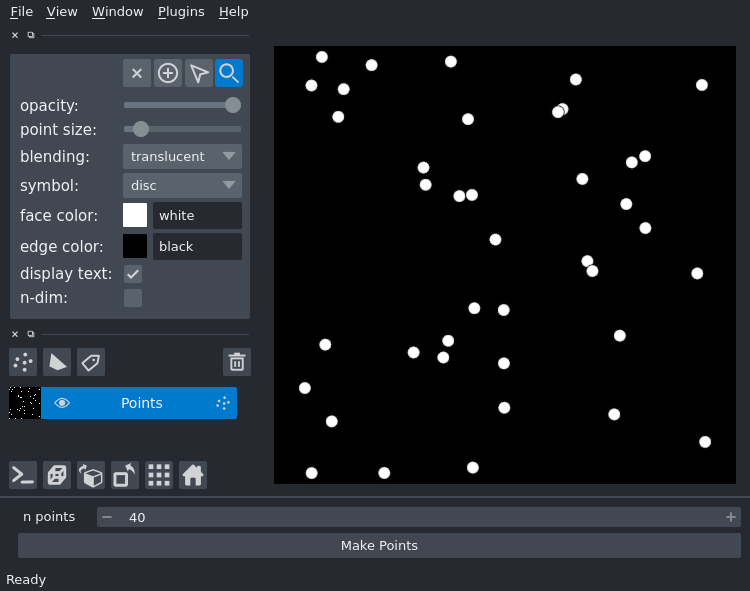 File View Window Plugins Help
opacity:
point size:
blending: translucent
symbol: disc
face color: white
edge color: black
display text:
n-dim:
Points
n points 40
Make Points
Ready